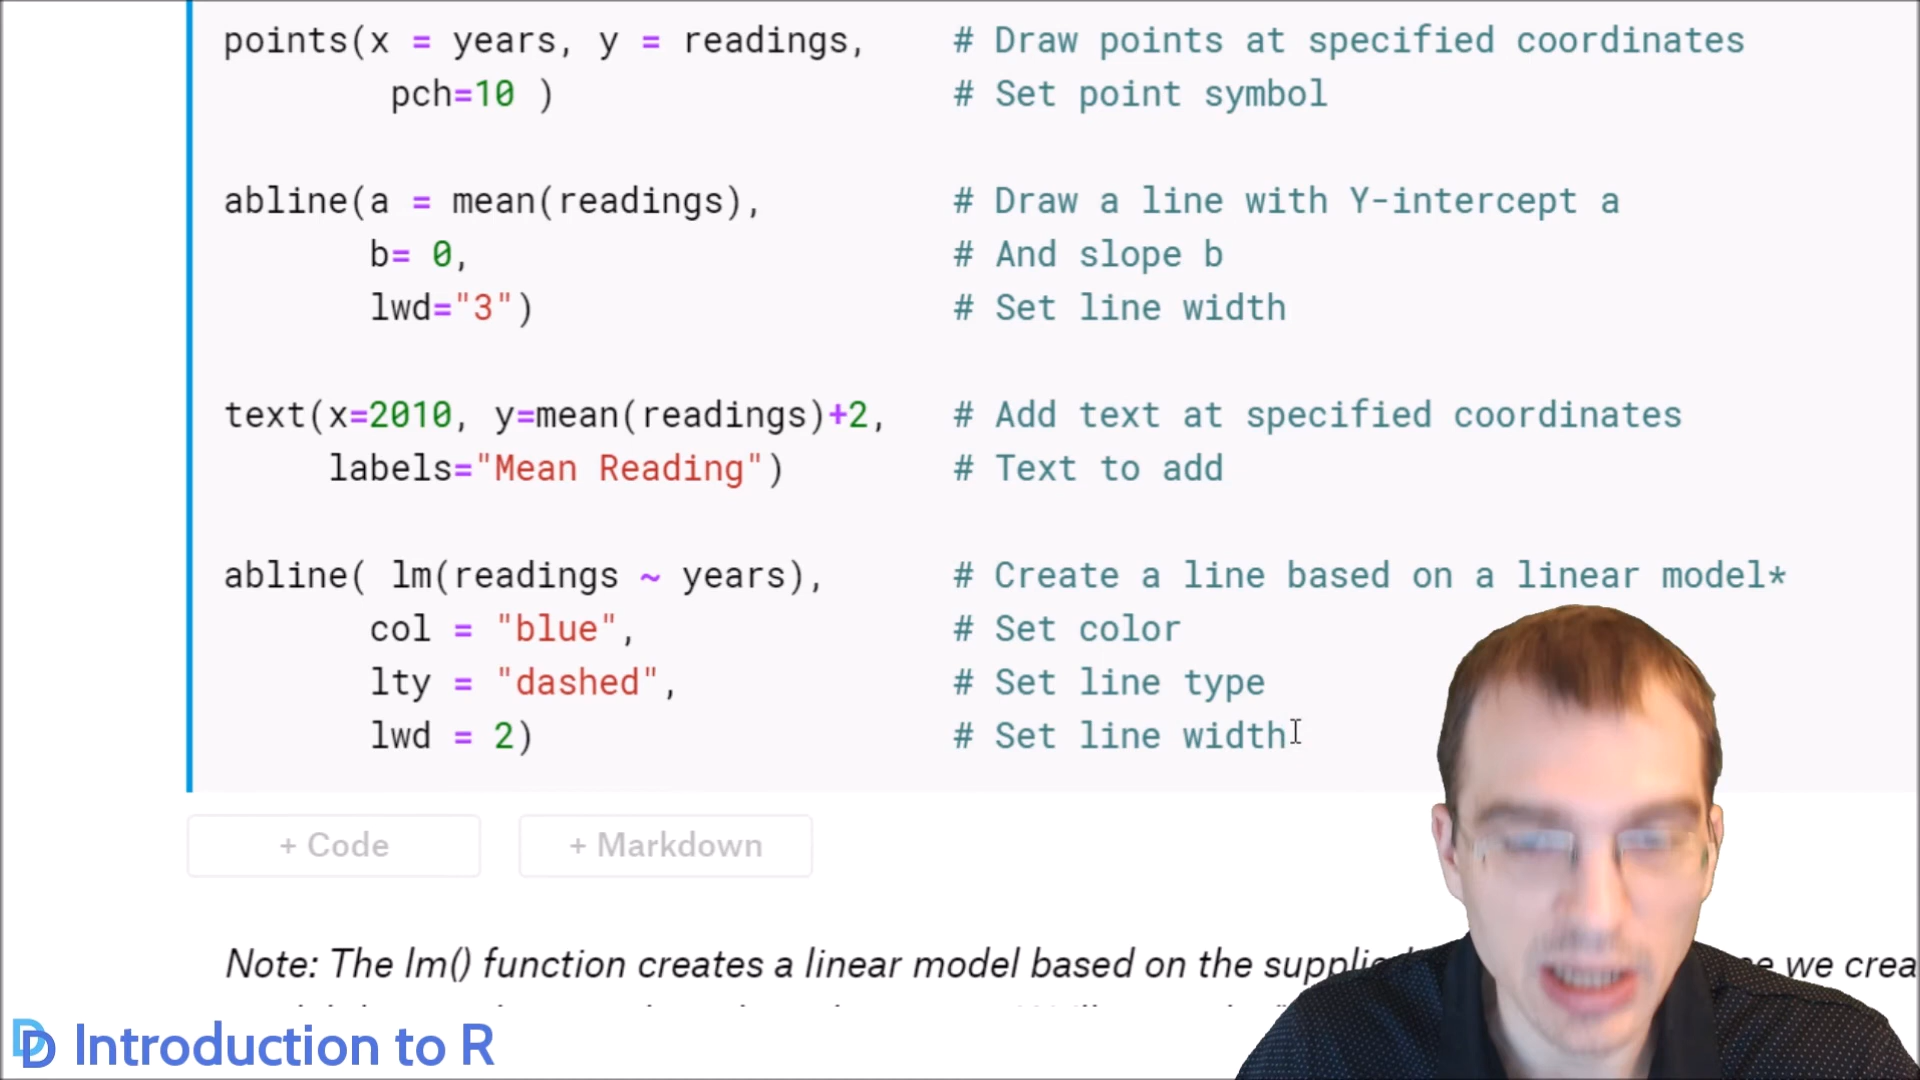 points(x = years, y = readings, # Draw points at specified coordinates
pch=10 ) # Set point symbol
abline(a = mean(readings), # Draw a line with Y-intercept a
b= 0, # And slope b
lwd="3") # Set line width
text(x=2010, y=mean(readings)+2, # Add text at specified coordinates
labels="Mean Reading") # Text to add
abline( lm(readings ~ years), # Create a line based on a linear model*
col = "blue", # Set color
lty = "dashed", # Set line type
lwd = 2) # Set line width
+ Code + Markdown
Note: The lm() function creates a linear model based on the we
Introduction to R